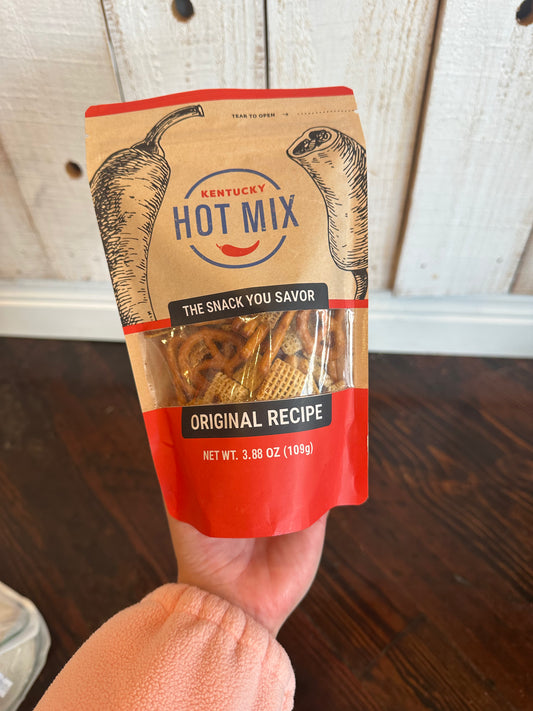 TEAR TO OPEN →
KENTUCKY
HOT MIX
THE SNACK YOU SAVOR
ORIGINAL RECIPE
NET WT. 3.88 OZ (109g)